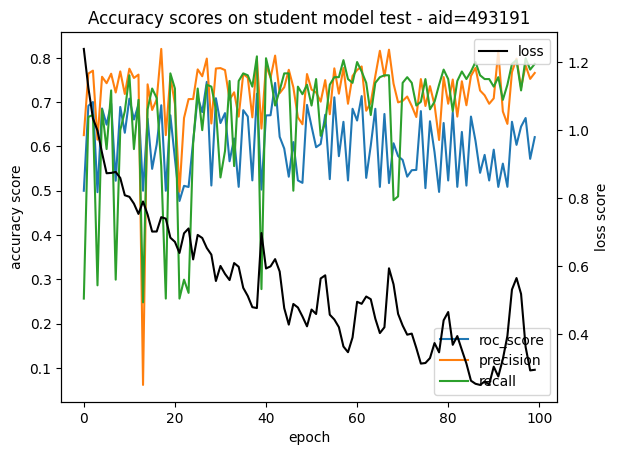 Accuracy scores on student model test - aid=493191
loss
accuracy score
0.8
0.7
0.6
0.5
0.4
0.3
0.2
0.1
1.2
1.0
0.8
0.6
0.4
loss score
roc_score
precision
recall
0
20
40
60
80
100
epoch